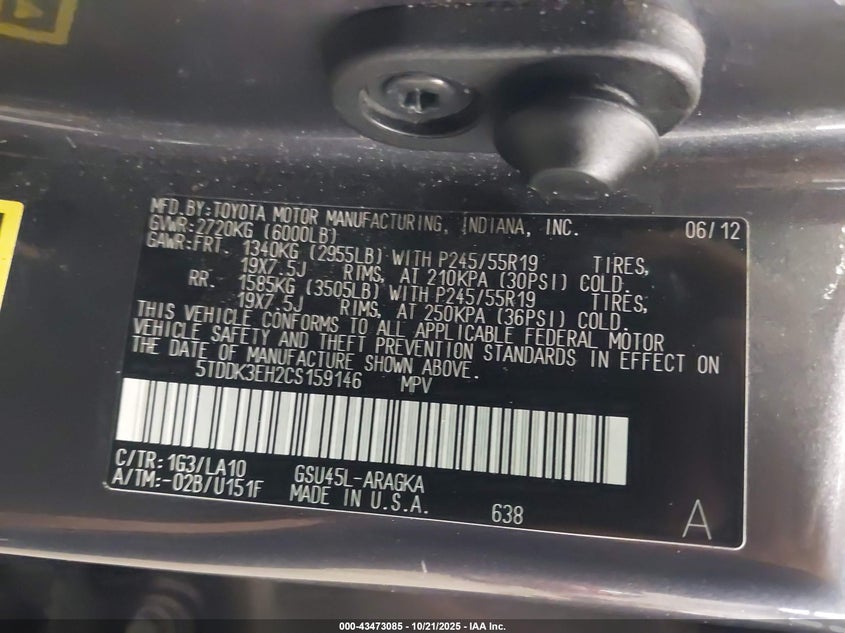 MFD.BY:TOYOTA MOTOR MANUFACTURING, INDIANA, INC. 06/12
GVWR:2720KG (6000LB)
GAWR:FRT. 1340KG (2955LB) WITH P245/55R19 TIRES,
19X7.5J RIMS, AT 210KPA (30PSI) COLD.
RR. 1585KG (3505LB) WITH P245/55R19 TIRES,
19X7.5J RIMS, AT 250KPA (36PSI) COLD.
THIS VEHICLE CONFORMS TO ALL APPLICABLE FEDERAL MOTOR
VEHICLE SAFETY AND THEFT PREVENTION STANDARDS IN EFFECT ON
THE DATE OF MANUFACTURE SHOWN ABOVE.
5TDDK3EH2CS159146 MPV
C/TR:1G3/LA10 GSU45L-ARAGKA
A/TM:-02B/U151F MADE IN U.S.A. 638 A
000-43473085 - 10/21/2025 - IAA Inc.